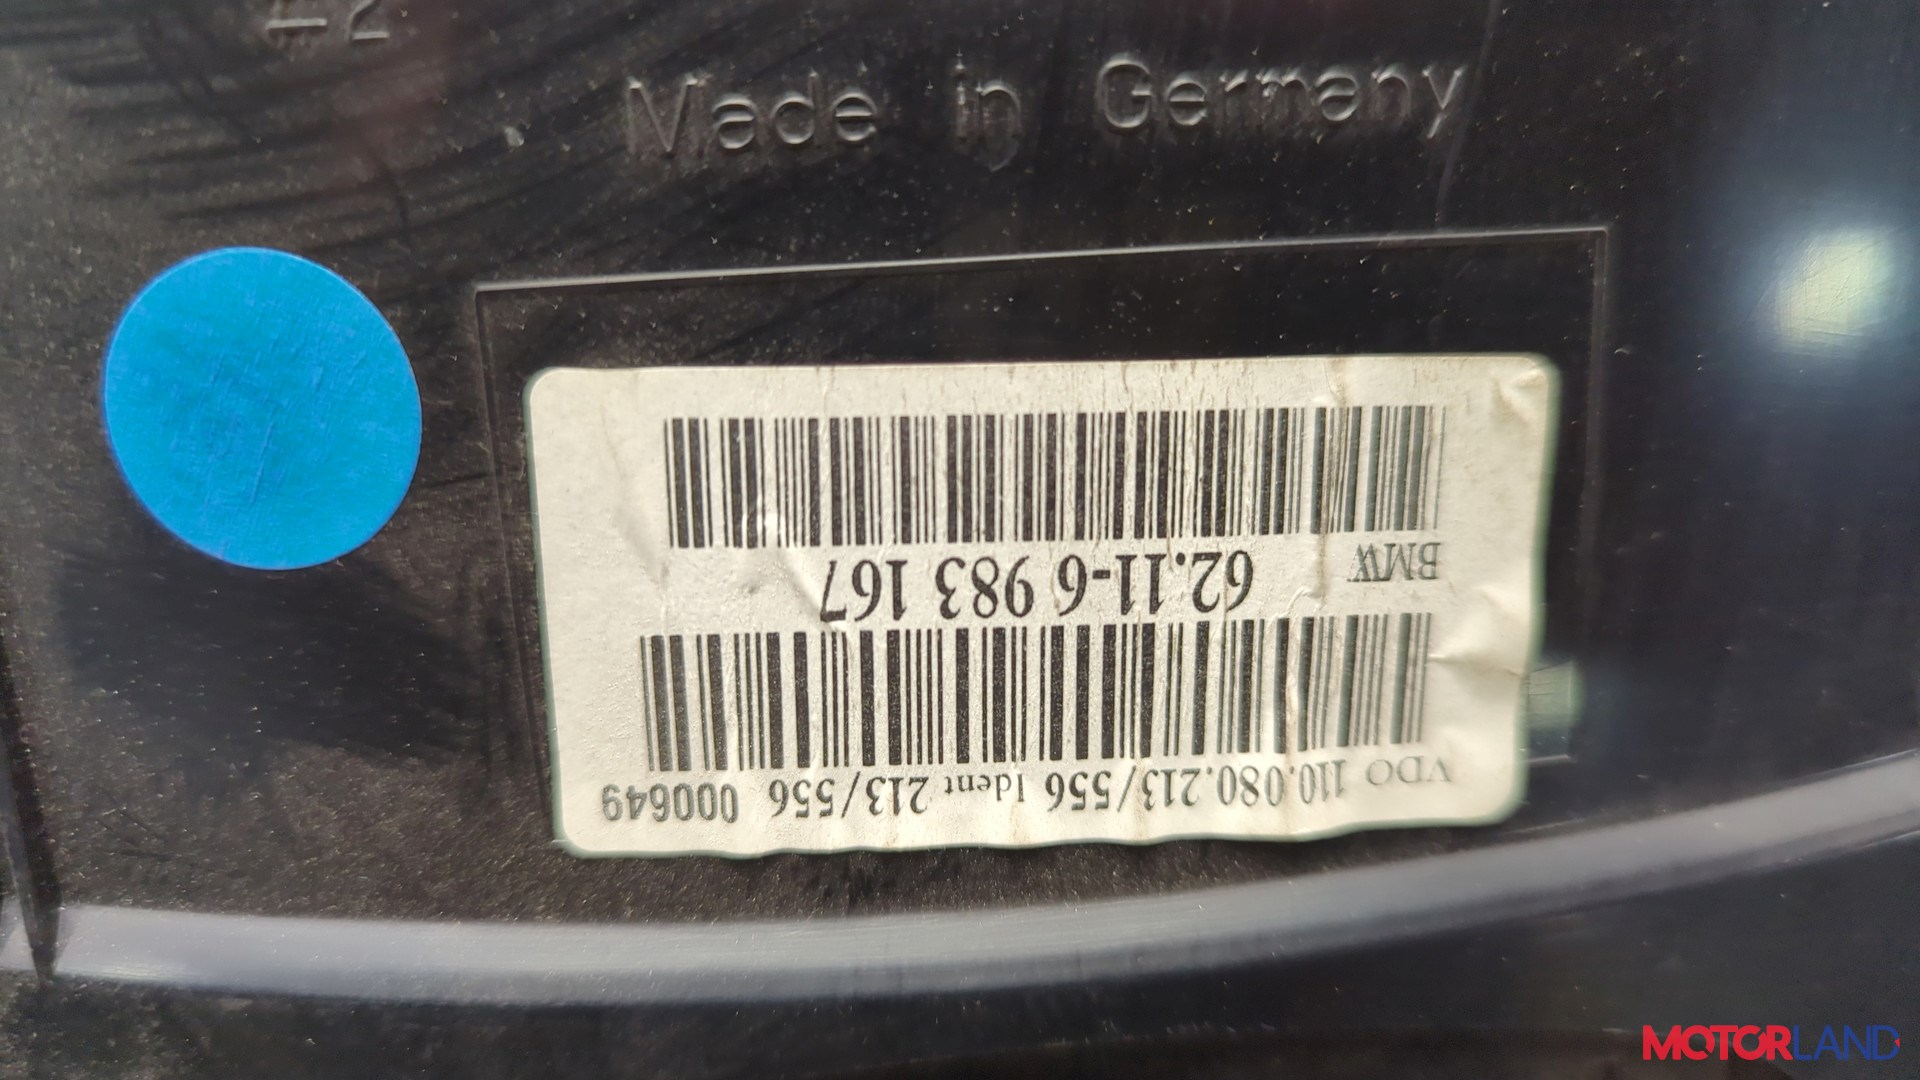 Made in Germany
VDO 110.080.213/556 Ident 213/556 000649
BMW 62.11-6 983 167
MOTORLAND